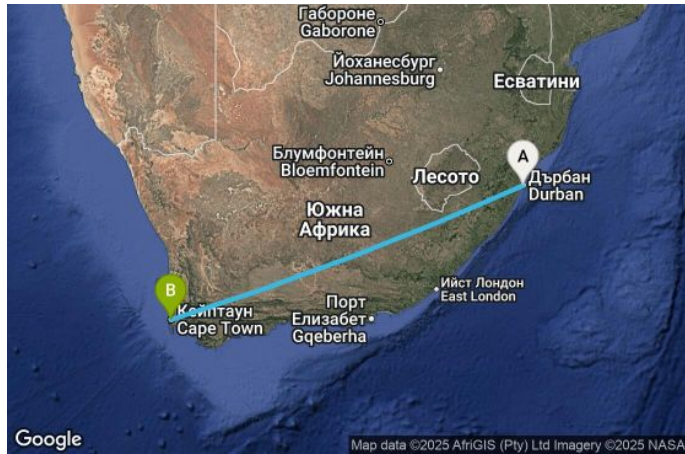 Габороне
Gaborone
Йоханесбург
Johannesburg
Есватини
Блумфонтейн
Bloemfontein
Лесото
A
Дърбан
Durban
Южна
Африка
B
Кейптаун
Cape Town
Порт
Елизабет
Gqeberha
Ийст Лондон
East London
Google
Map data ©2025 AfriGIS (Pty) Ltd Imagery ©2025 NASA